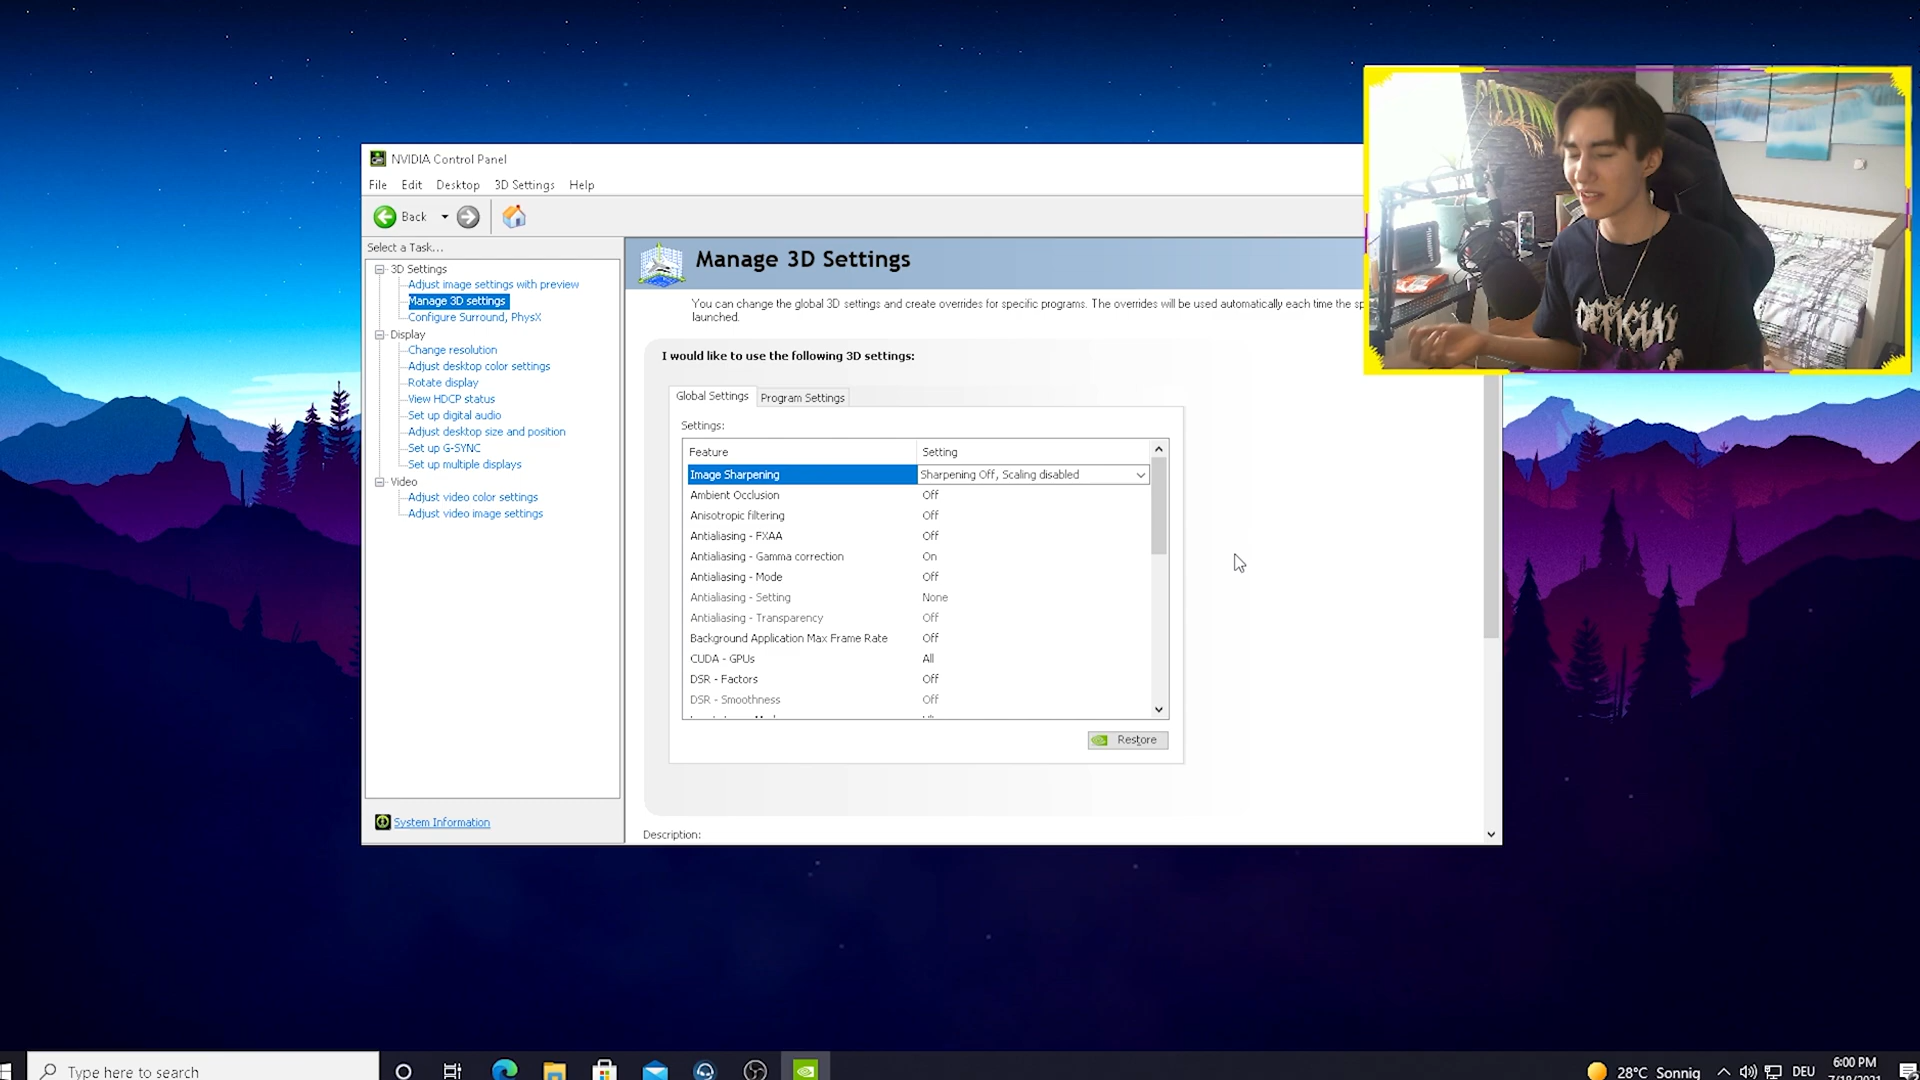 NVIDIA Control Panel
File Edit Desktop 3D Settings Help
Back
Select a Task...
3D Settings
Adjust image settings with preview
Manage 3D settings
Configure Surround, PhysX
Display
Change resolution
Adjust desktop color settings
Rotate display
View HDCP status
Set up digital audio
Adjust desktop size and position
Set up G-SYNC
Set up multiple displays
Video
Adjust video color settings
Adjust video image settings
System Information
Manage 3D Settings
You can change the global 3D settings and create overrides for specific programs. The overrides will be used automatically each time the
launched.
I would like to use the following 3D settings:
Global Settings Program Settings
Settings:
Feature Setting
Image Sharpening Sharpening Off, Scaling disabled
Ambient Occlusion Off
Anisotropic filtering Off
Antialiasing - FXAA Off
Antialiasing - Gamma correction On
Antialiasing - Mode Off
Antialiasing - Setting None
Antialiasing - Transparency Off
Background Application Max Frame Rate Off
CUDA - GPUs All
DSR - Factors Off
DSR - Smoothness Off
Restore
Description:
Type here to search
28°C Sonnig DEU 6:00 PM